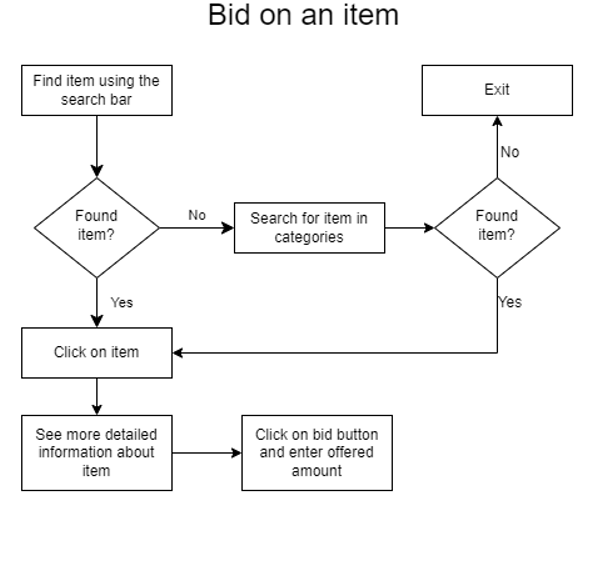 Bid on an item
Find item using the
search bar
Exit
No
Found
item?
No
Search for item in
categories
Found
item?
Yes
Yes
Click on item
See more detailed
information about
item
Click on bid button
and enter offered
amount